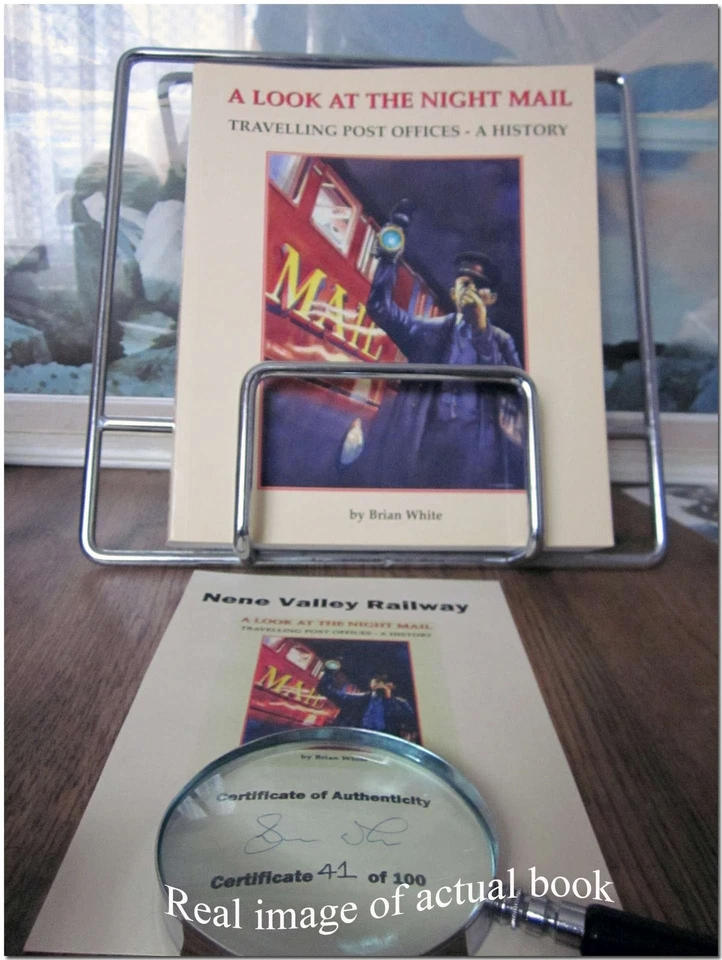 A LOOK AT THE NIGHT MAIL
TRAVELLING POST OFFICES - A HISTORY
MAIL
by Brian White
Nene Valley Railway
A LOOK AT THE NIGHT MAIL
TRAVELLING POST OFFICES - A HISTORY
MAIL
by Brian White
Certificate of Authenticity
Certificate 41 of 100
Real image of actual book